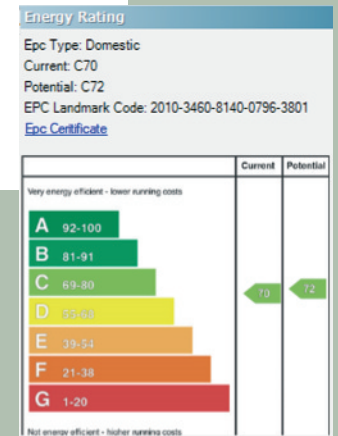 Energy Rating
Epc Type: Domestic
Current: C70
Potential: C72
EPC Landmark Code: 2010-3460-8140-0796-3801
Epc Certificate
Current Potential
Very energy efficient - lower running costs
A 92-100
B 81-91
C 69-80
70 72
D 55-68
E 39-54
F 21-38
G 1-20
Not energy efficient - higher running costs